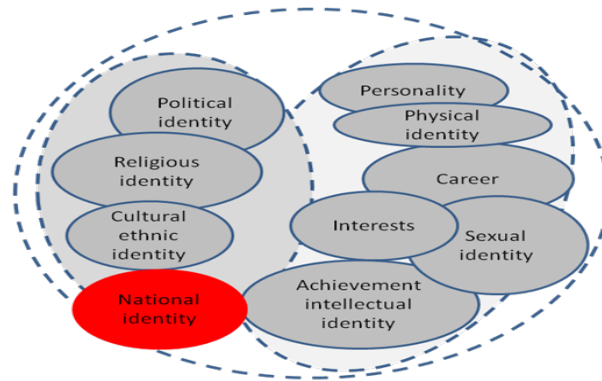 Political
identity
Religious
identity
Cultural
ethnic
identity
National
identity
Personality
Physical
identity
Career
Interests
Sexual
identity
Achievement
intellectual
identity